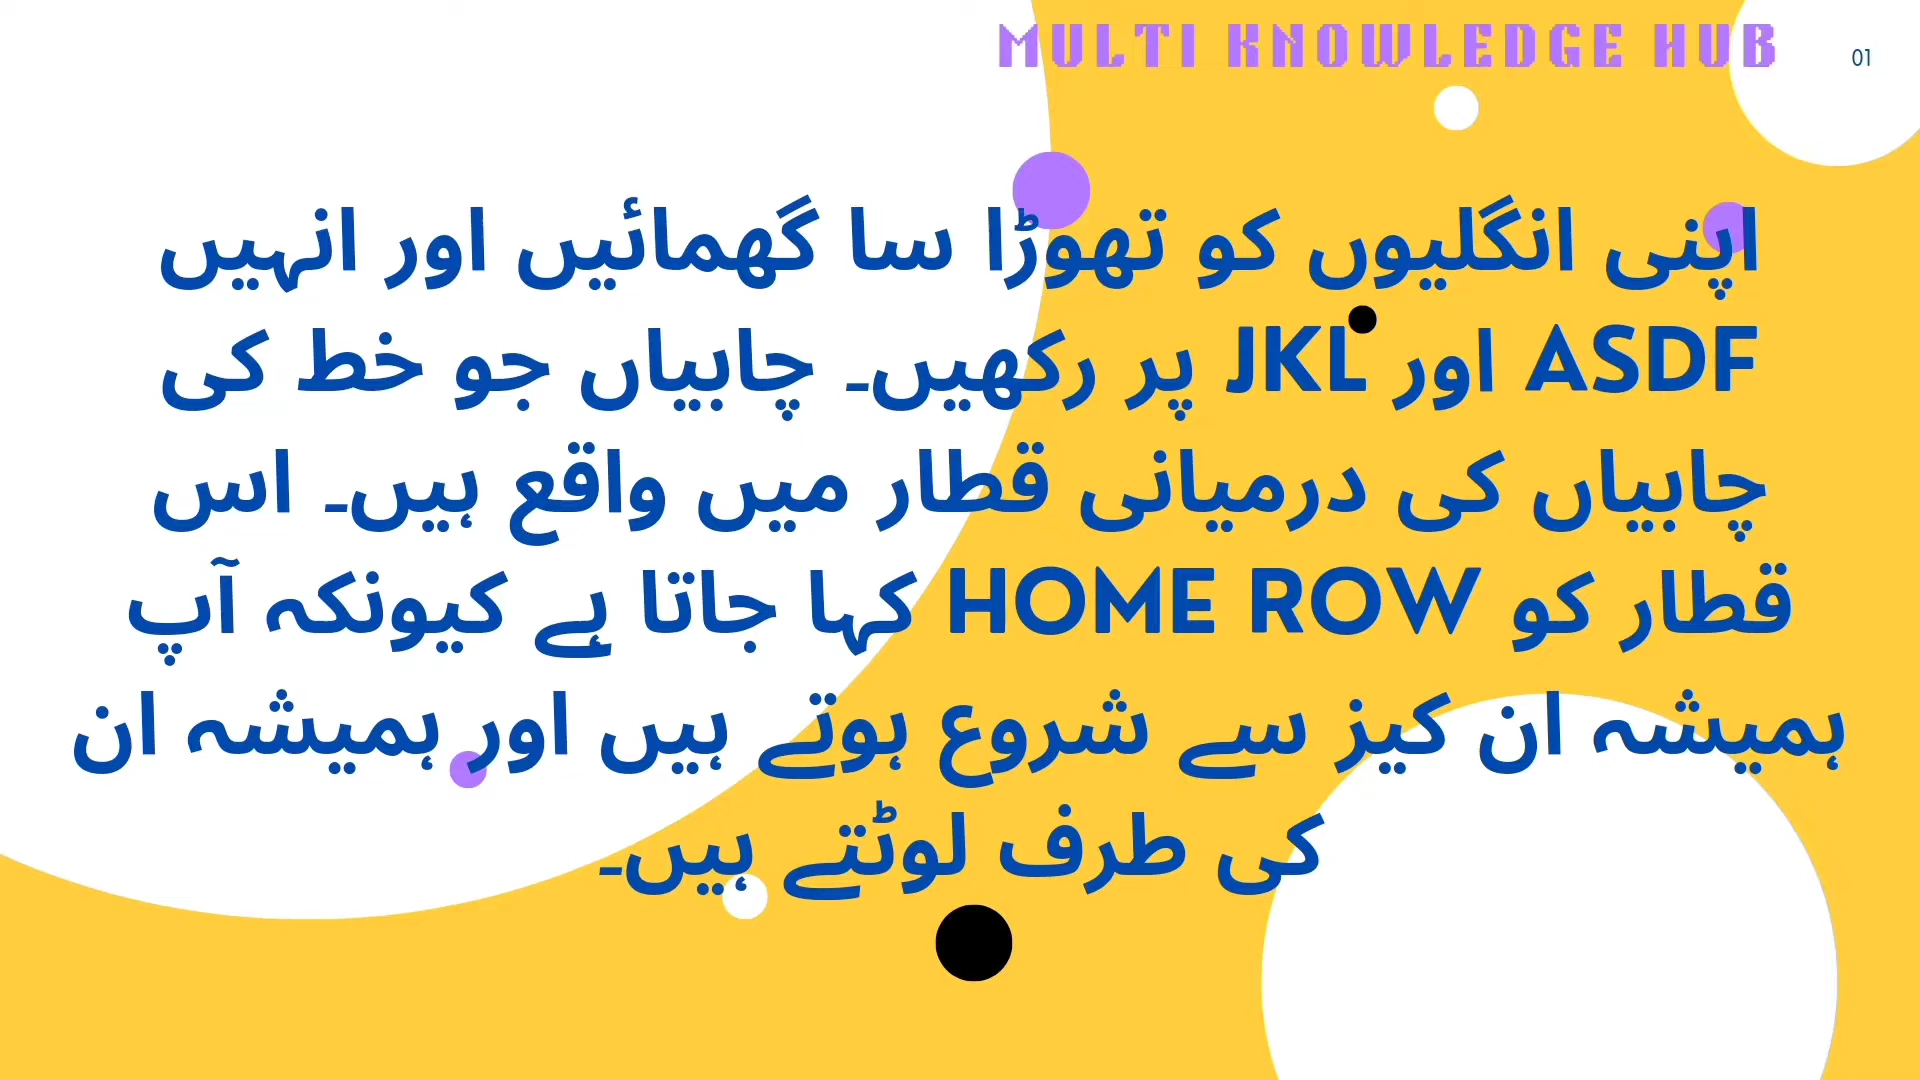 MULTI KNOWLEDGE HUB
01
اپنی انگلیوں کو تھوڑا سا گھمائیں اور انہیں
ASDF اور JKL پر رکھیں۔ چابیاں جو خط کی
چابیاں کی درمیانی قطار میں واقع ہیں۔ اس
قطار کو HOME ROW کہا جاتا ہے کیونکہ آپ
ہمیشہ ان کیز سے شروع ہوتے ہیں اور ہمیشہ ان
کی طرف لوٹتے ہیں۔